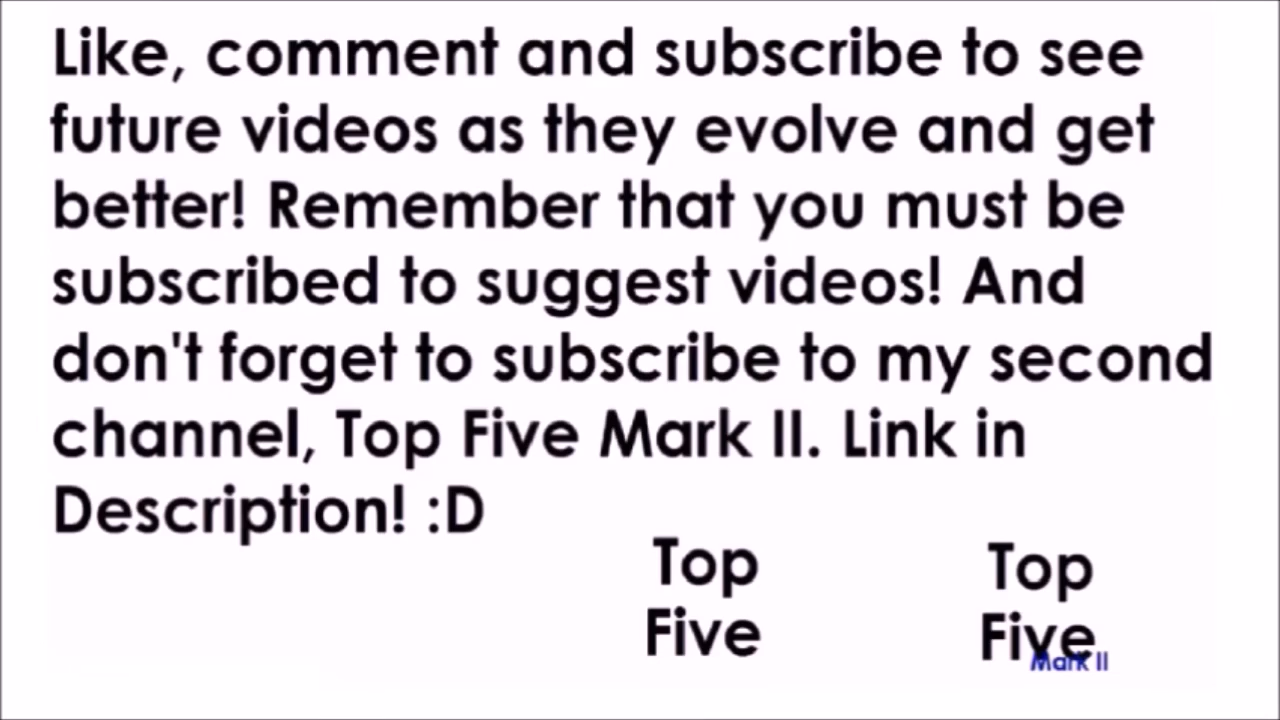 Like, comment and subscribe to see
future videos as they evolve and get
better! Remember that you must be
subscribed to suggest videos! And
don't forget to subscribe to my second
channel, Top Five Mark II. Link in
Description! :D
Top
Five
Top
Five
Mark II